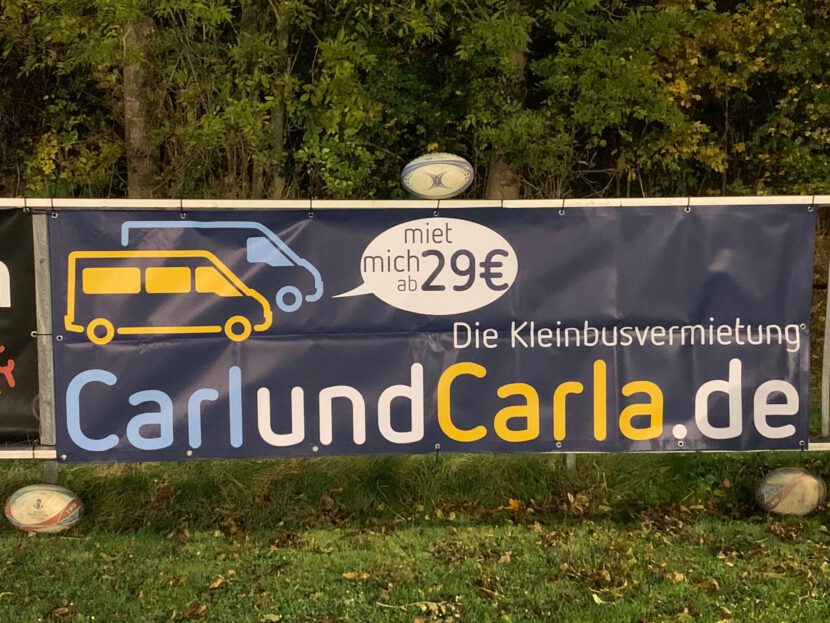 miet
mich
ab 29€
Die Kleinbusvermietung
CarlundCarla.de